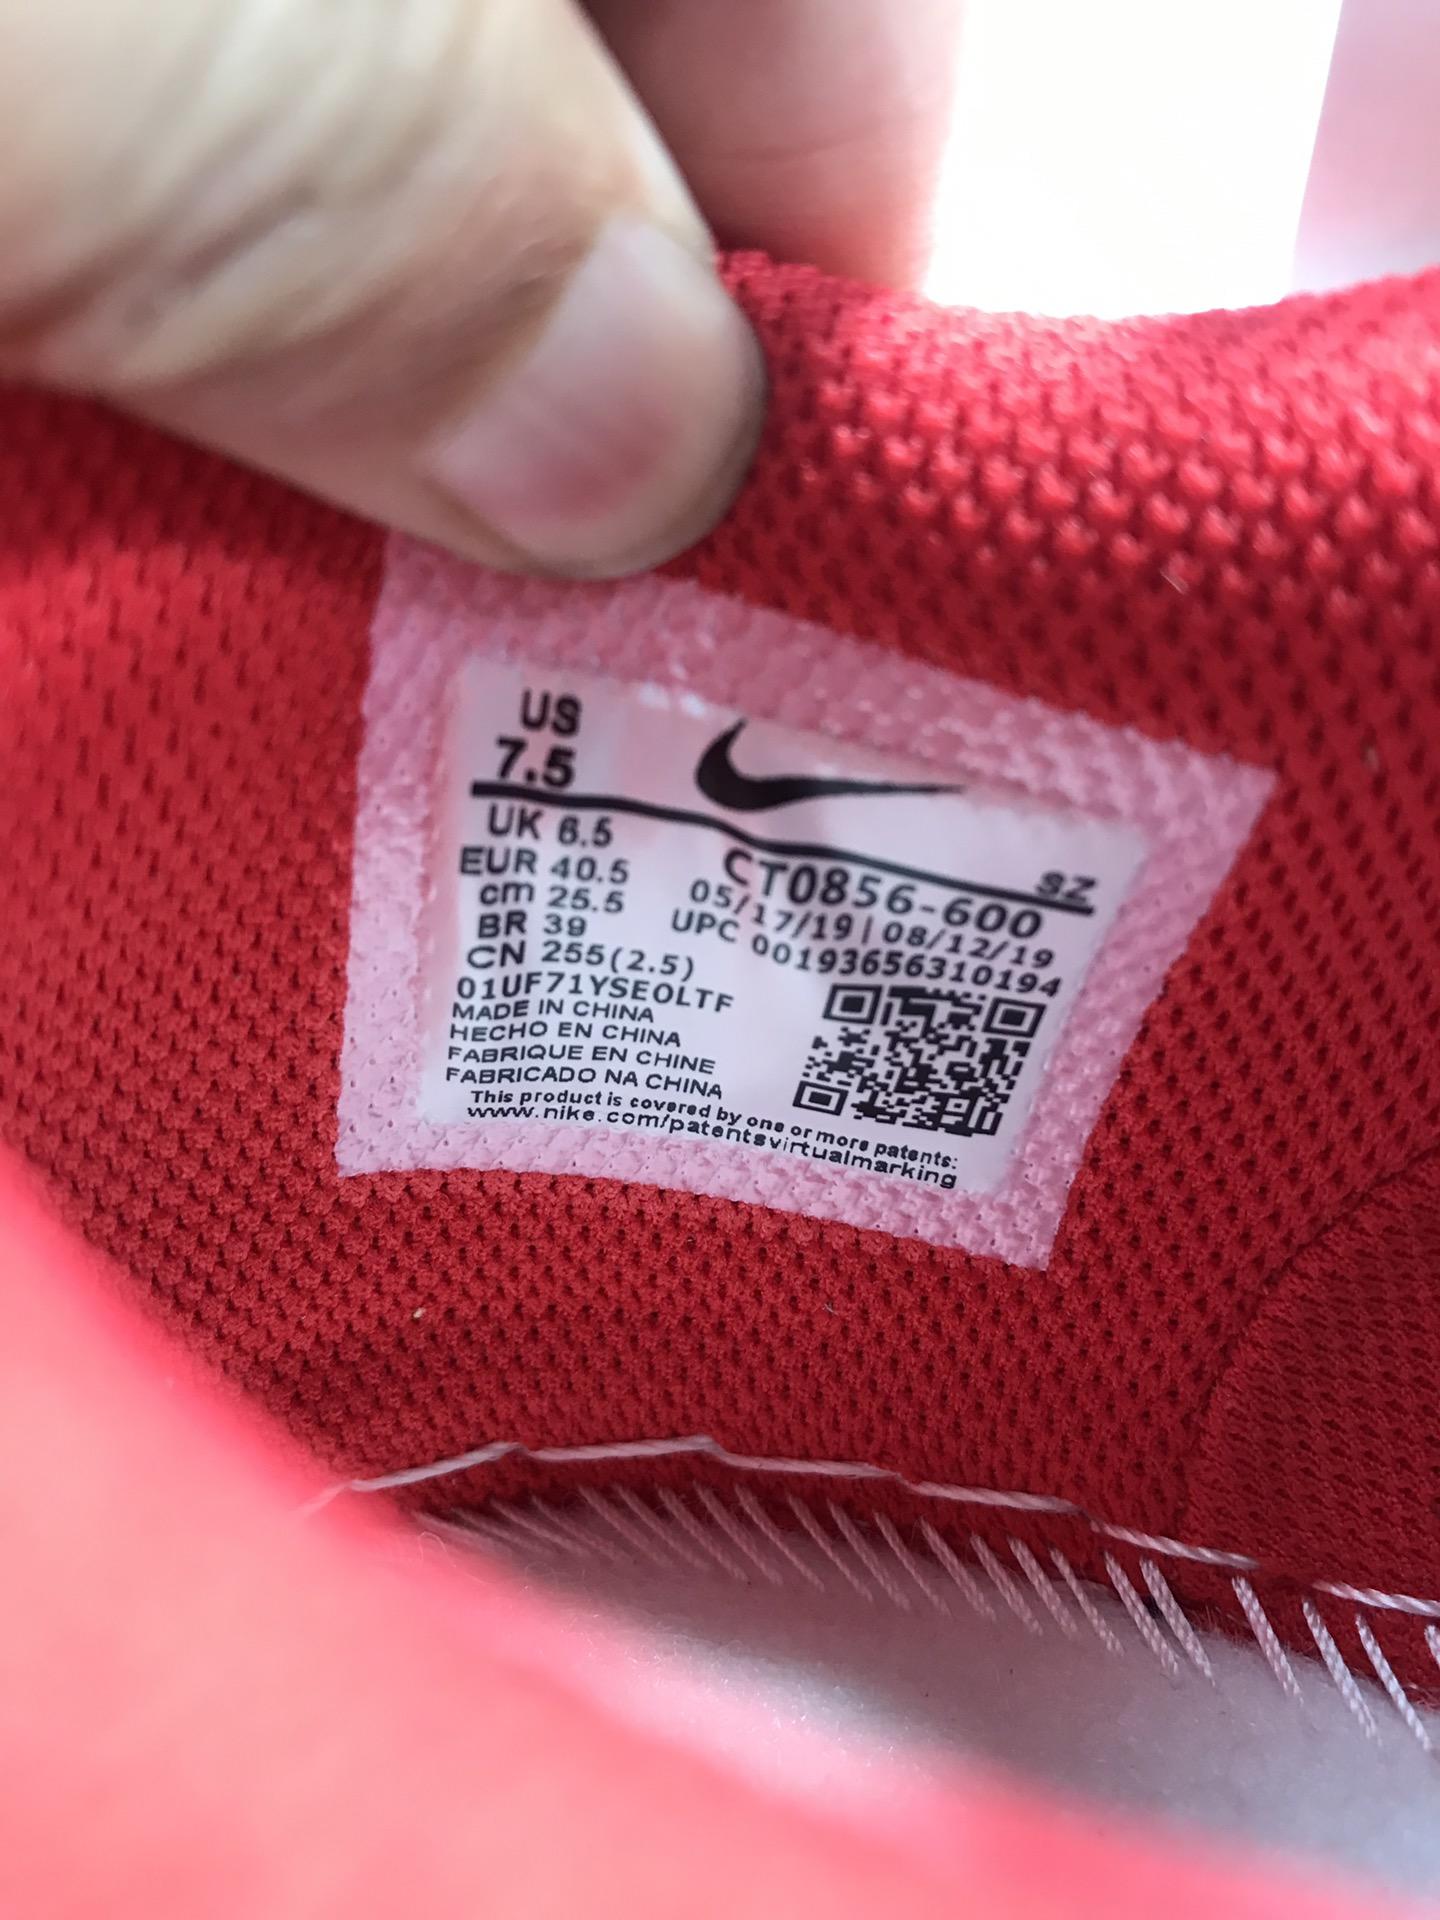 US
7.5
UK 6.5
EUR 40.5
cm 25.5
BR 39
CN 255(2.5)
SZ
CT0856-600
05/17/19 | 08/12/19
UPC 00193656310194
01UF71YSE0LTF
MADE IN CHINA
HECHO EN CHINA
FABRIQUE EN CHINE
FABRICADO NA CHINA
This product is covered by one or more patents:
www.nike.com/patentsvirtualmarking